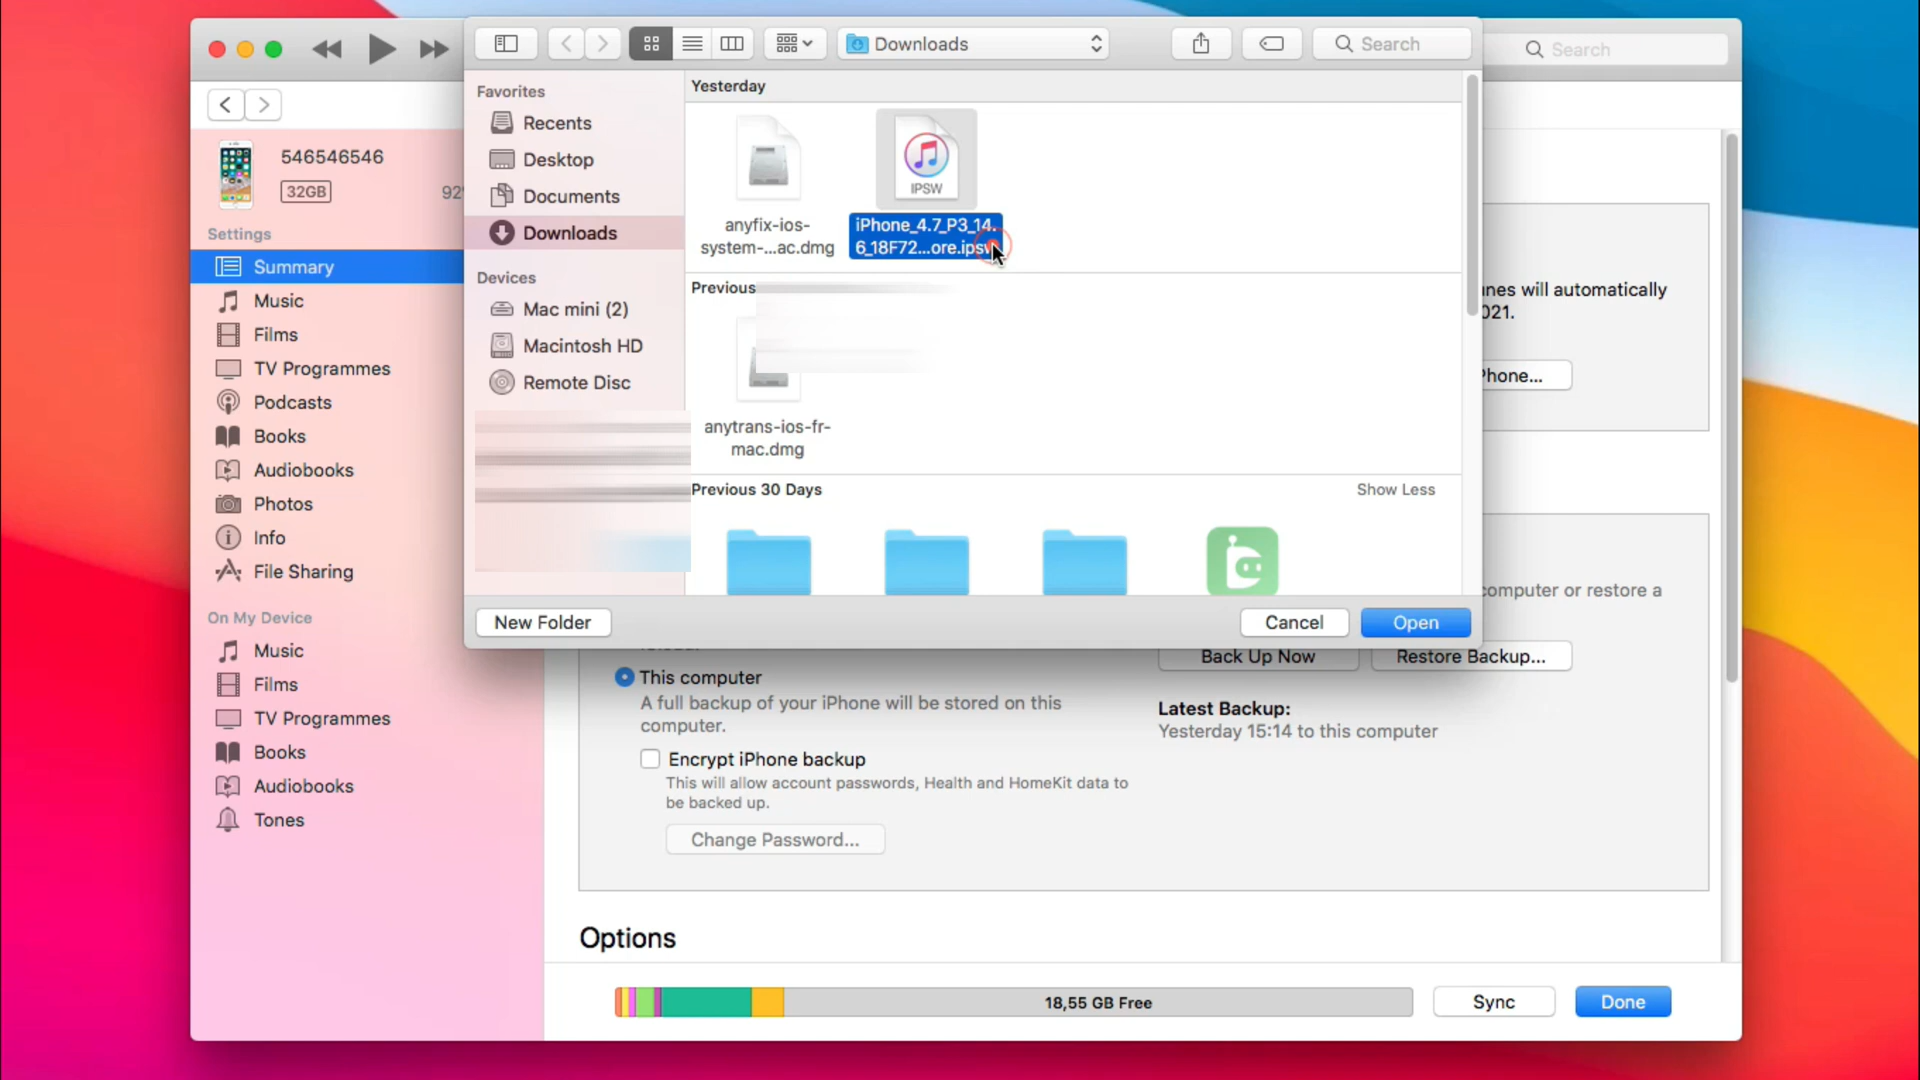 Downloads
Search
Search
Favorites
Recents
Desktop
Documents
Downloads
Devices
Mac mini (2)
Macintosh HD
Remote Disc
Yesterday
anyfix-ios-
system-...ac.dmg
IPSW
iPhone_4.7_P3_14.
6_18F72...ore.ipsw
Previous
anytrans-ios-fr-
mac.dmg
Previous 30 Days
Show Less
New Folder
Cancel
Open
546546546
32GB
92
Settings
Summary
Music
Films
TV Programmes
Podcasts
Books
Audiobooks
Photos
Info
File Sharing
On My Device
Music
Films
TV Programmes
Books
Audiobooks
Tones
nes will automatically
021.
Phone...
omputer or restore a
This computer
A full backup of your iPhone will be stored on this
computer.
Encrypt iPhone backup
This will allow account passwords, Health and HomeKit data to
be backed up.
Change Password...
Back Up Now
Restore Backup...
Latest Backup:
Yesterday 15:14 to this computer
Options
18,55 GB Free
Sync
Done